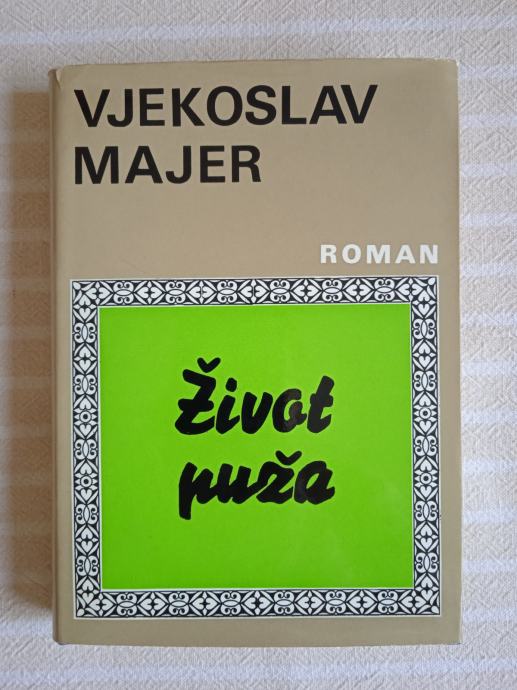 VJEKOSLAV
MAJER
ROMAN
Život
puža